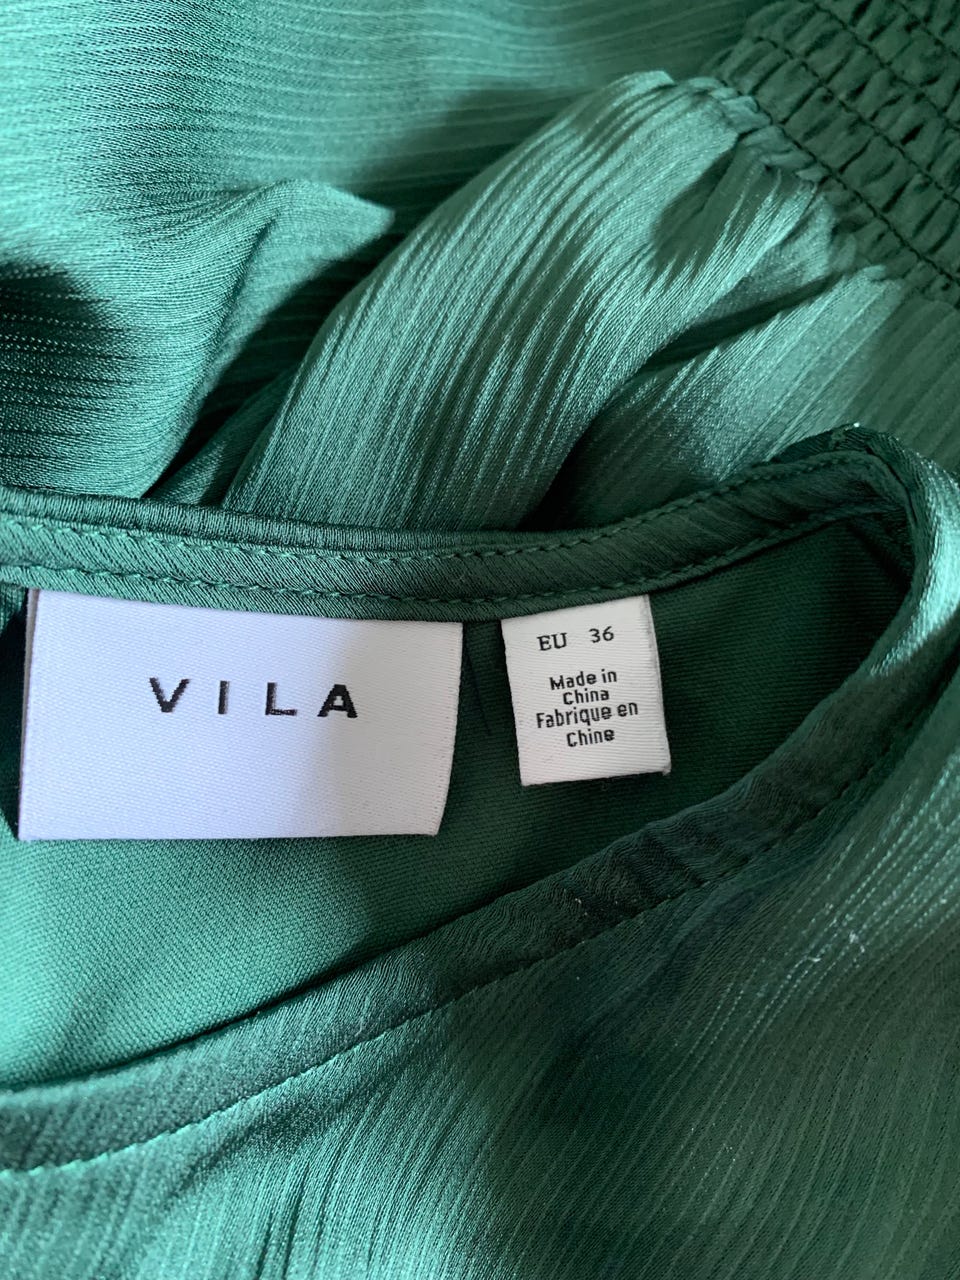 VILA
EU 36
Made in
China
Fabrique en
Chine